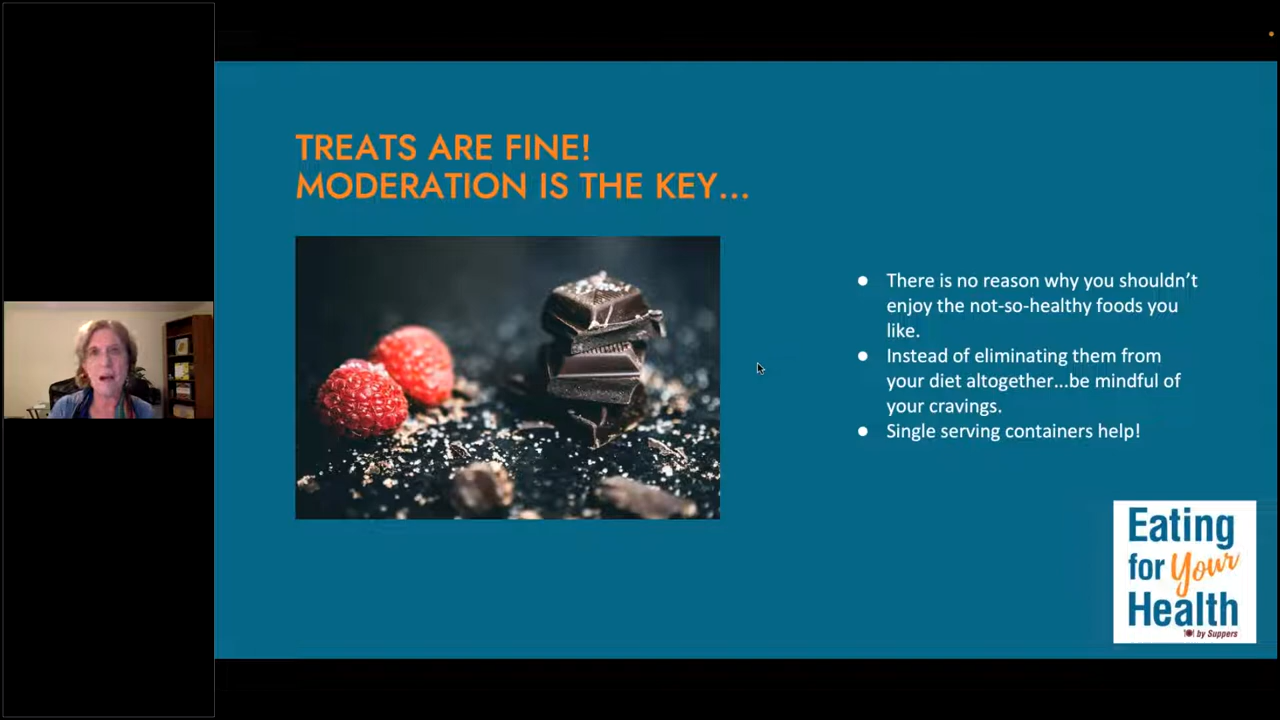 TREATS ARE FINE!
MODERATION IS THE KEY...
● There is no reason why you shouldn’t
enjoy the not-so-healthy foods you
like.
● Instead of eliminating them from
your diet altogether...be mindful of
your cravings.
● Single serving containers help!
Eating
for Your
Health
by Suppers